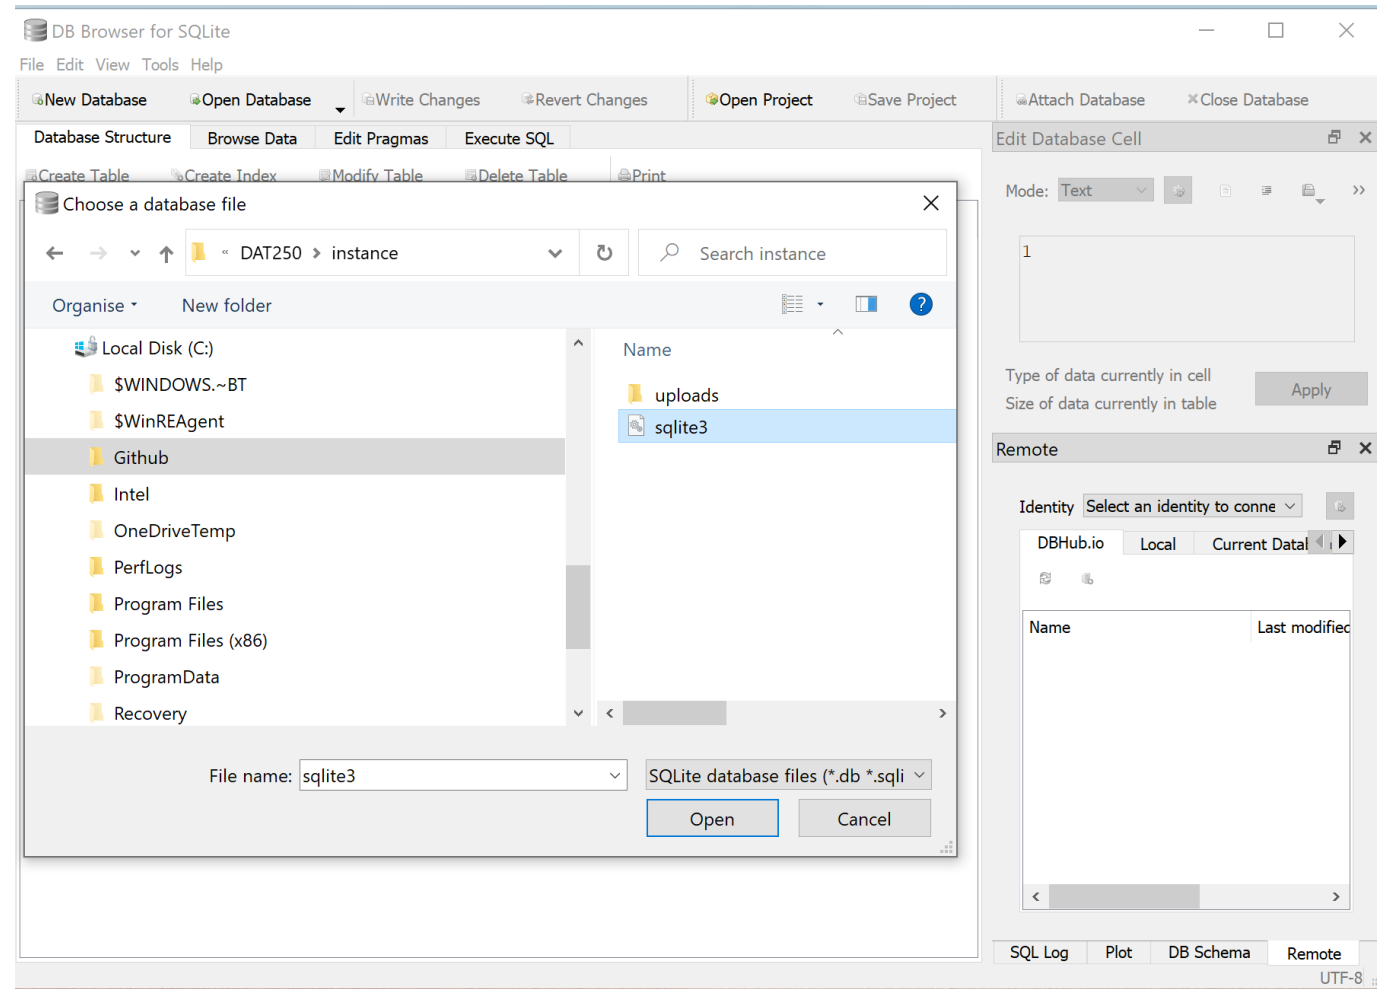 DB Browser for SQLite
File Edit View Tools Help
New Database Open Database Write Changes Revert Changes Open Project Save Project Attach Database Close Database
Database Structure Browse Data Edit Pragmas Execute SQL
Create Table Create Index Modify Table Delete Table Print
Choose a database file
« DAT250 > instance
Search instance
Organise New folder
Local Disk (C:)
$WINDOWS.~BT
$WinREAgent
Github
Intel
OneDriveTemp
PerfLogs
Program Files
Program Files (x86)
ProgramData
Recovery
Name
uploads
sqlite3
File name: sqlite3
SQLite database files (*.db *.sqli
Open Cancel
Edit Database Cell
Mode: Text
1
Type of data currently in cell
Size of data currently in table
Apply
Remote
Identity Select an identity to conne
DBHub.io Local Current Datab
Name Last modified
SQL Log Plot DB Schema Remote
UTF-8